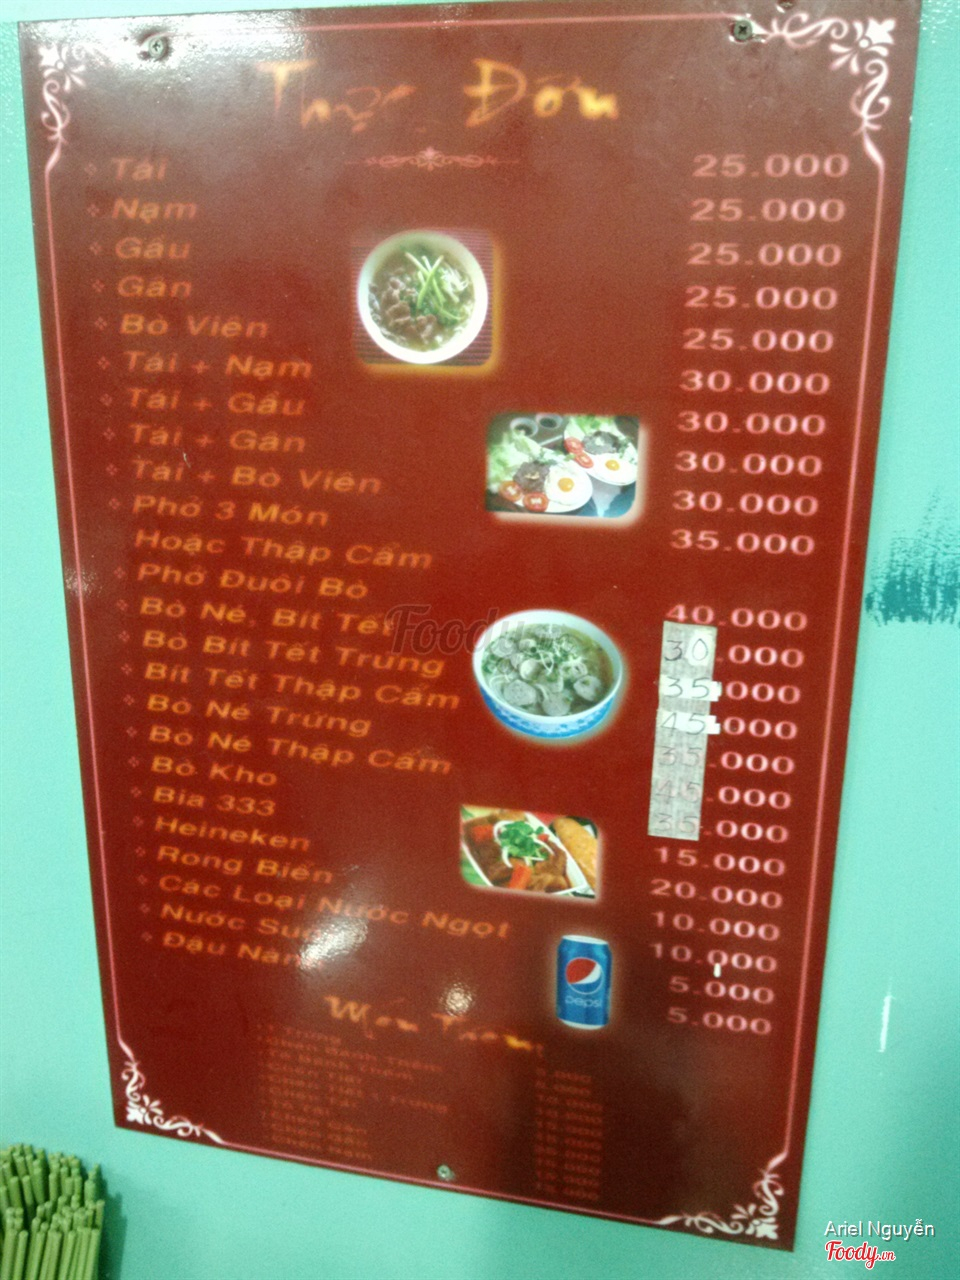 Thực Đơn
Tái 25.000
Nạm 25.000
Gầu 25.000
Gân 25.000
Bò Viên 25.000
Tái + Nạm 30.000
Tái + Gầu 30.000
Tái + Gân 30.000
Tái + Bò Viên 30.000
Phở 3 Món 35.000
Hoặc Thập Cẩm
Phở Đuôi Bò 40.000
Bò Né, Bít Tết 30.000
Bò Bít Tết Trứng 35.000
Bít Tết Thập Cẩm 45.000
Bò Né Trứng 35.000
Bò Né Thập Cẩm 45.000
Bò Kho 35.000
Bia 333 15.000
Heineken 20.000
Rong Biển 10.000
Các Loại Nước Ngọt 10.000
Nước 5.000
Đậu 5.000
pepsi
Món Thêm
Foody.vn
Ariel Nguyễn
Foody.vn